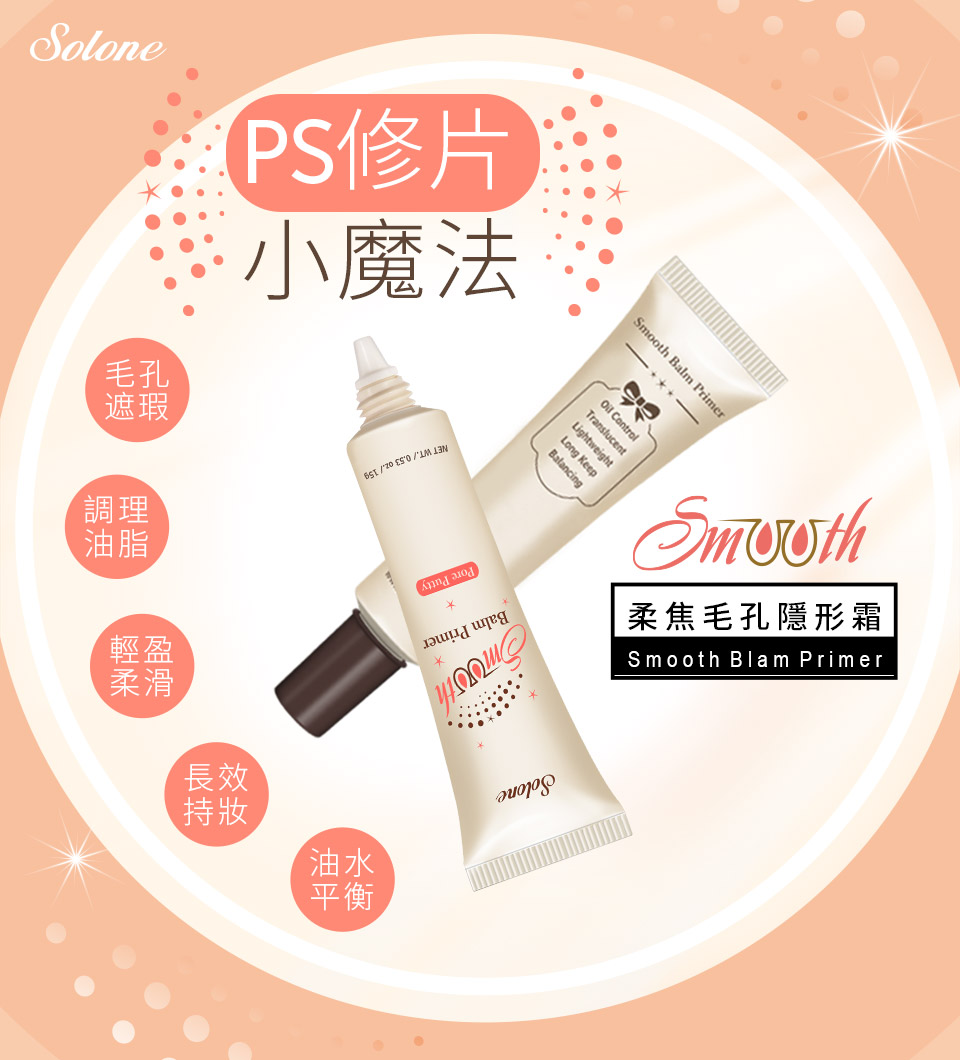 Solone
PS修片
小魔法
毛孔
遮瑕
調理
油脂
輕盈
柔滑
長效
持妝
油水
平衡
Smooth Balm Primer
Oil Control
Translucent
Lightweight
Long Keep
Balancing
NET WT. / 0.53 oz. / 15g
Pore Putty
Balm Primer
Smooth
Solone
Smooth
柔焦毛孔隱形霜
Smooth Blam Primer